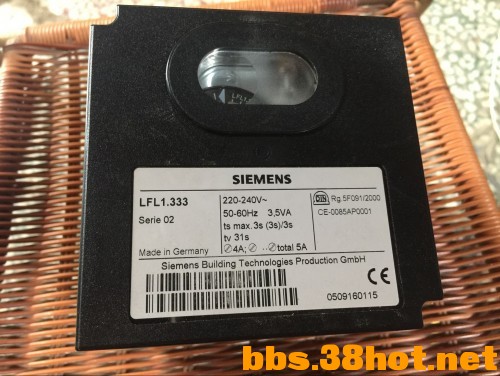 SIEMENS
LFL1.333
Serie 02
Made in Germany
220-240V~
50-60Hz 3,5VA
ts max.3s (3s)/3s
tv 31s
4A; .. total 5A
DIN Rg.5F091/2000
CE-0085AP0001
Siemens Building Technologies Production GmbH
CE
0509160115
bbs.38hot.net